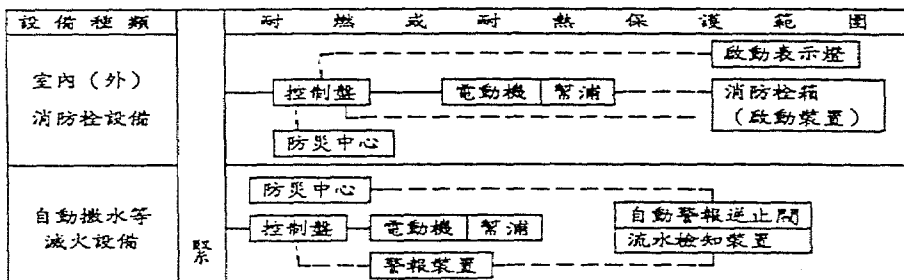 設備種類 耐燃或耐熱保護範圍
室內（外）
消防栓設備
啟動表示燈
控制盤 電動機 幫浦 消防栓箱
（啟動裝置）
防災中心
自動撒水等
滅火設備
緊
防災中心
自動警報逆止閥
控制盤 電動機 幫浦
流水檢知裝置
警報裝置